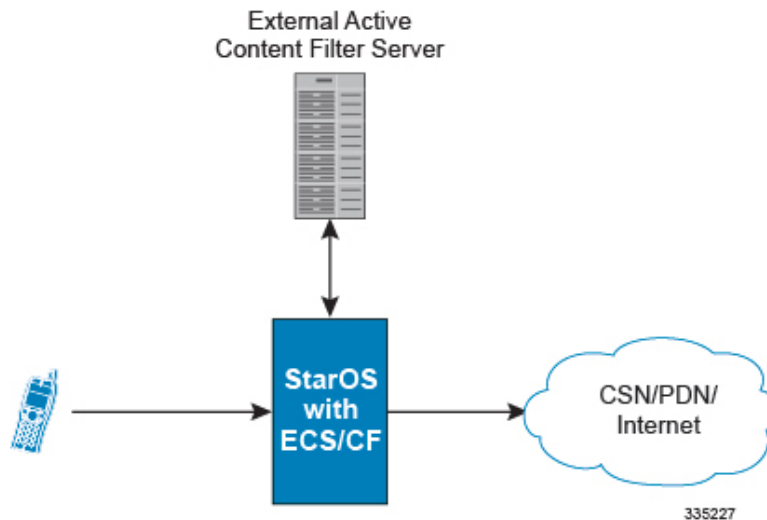 External Active
Content Filter Server
StarOS
with
ECS/CF
CSN/PDN/
Internet
335227